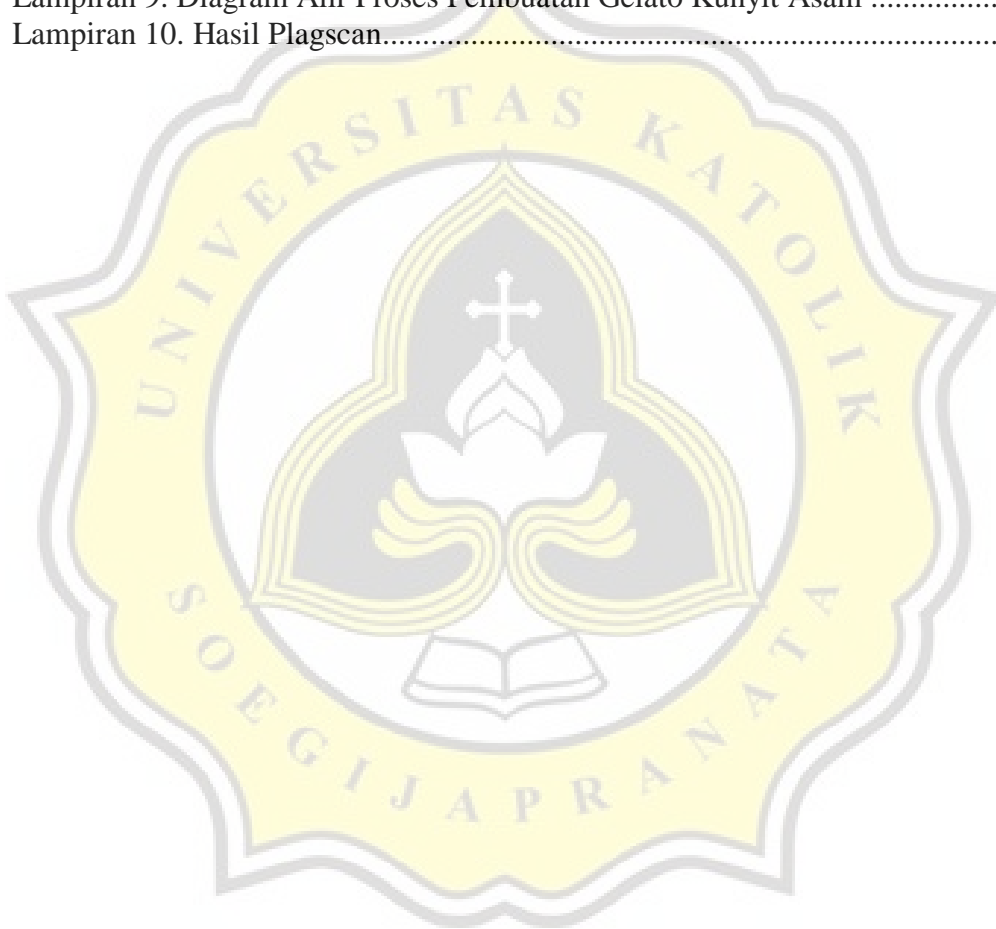 Lampiran 9. Diagram Alir Proses Pembuatan Gelato Kunyit Asam ................
Lampiran 10. Hasil Plagscan...............................................................................
UNIVERSITAS KATOLIK
SOEGIJAPRANATA